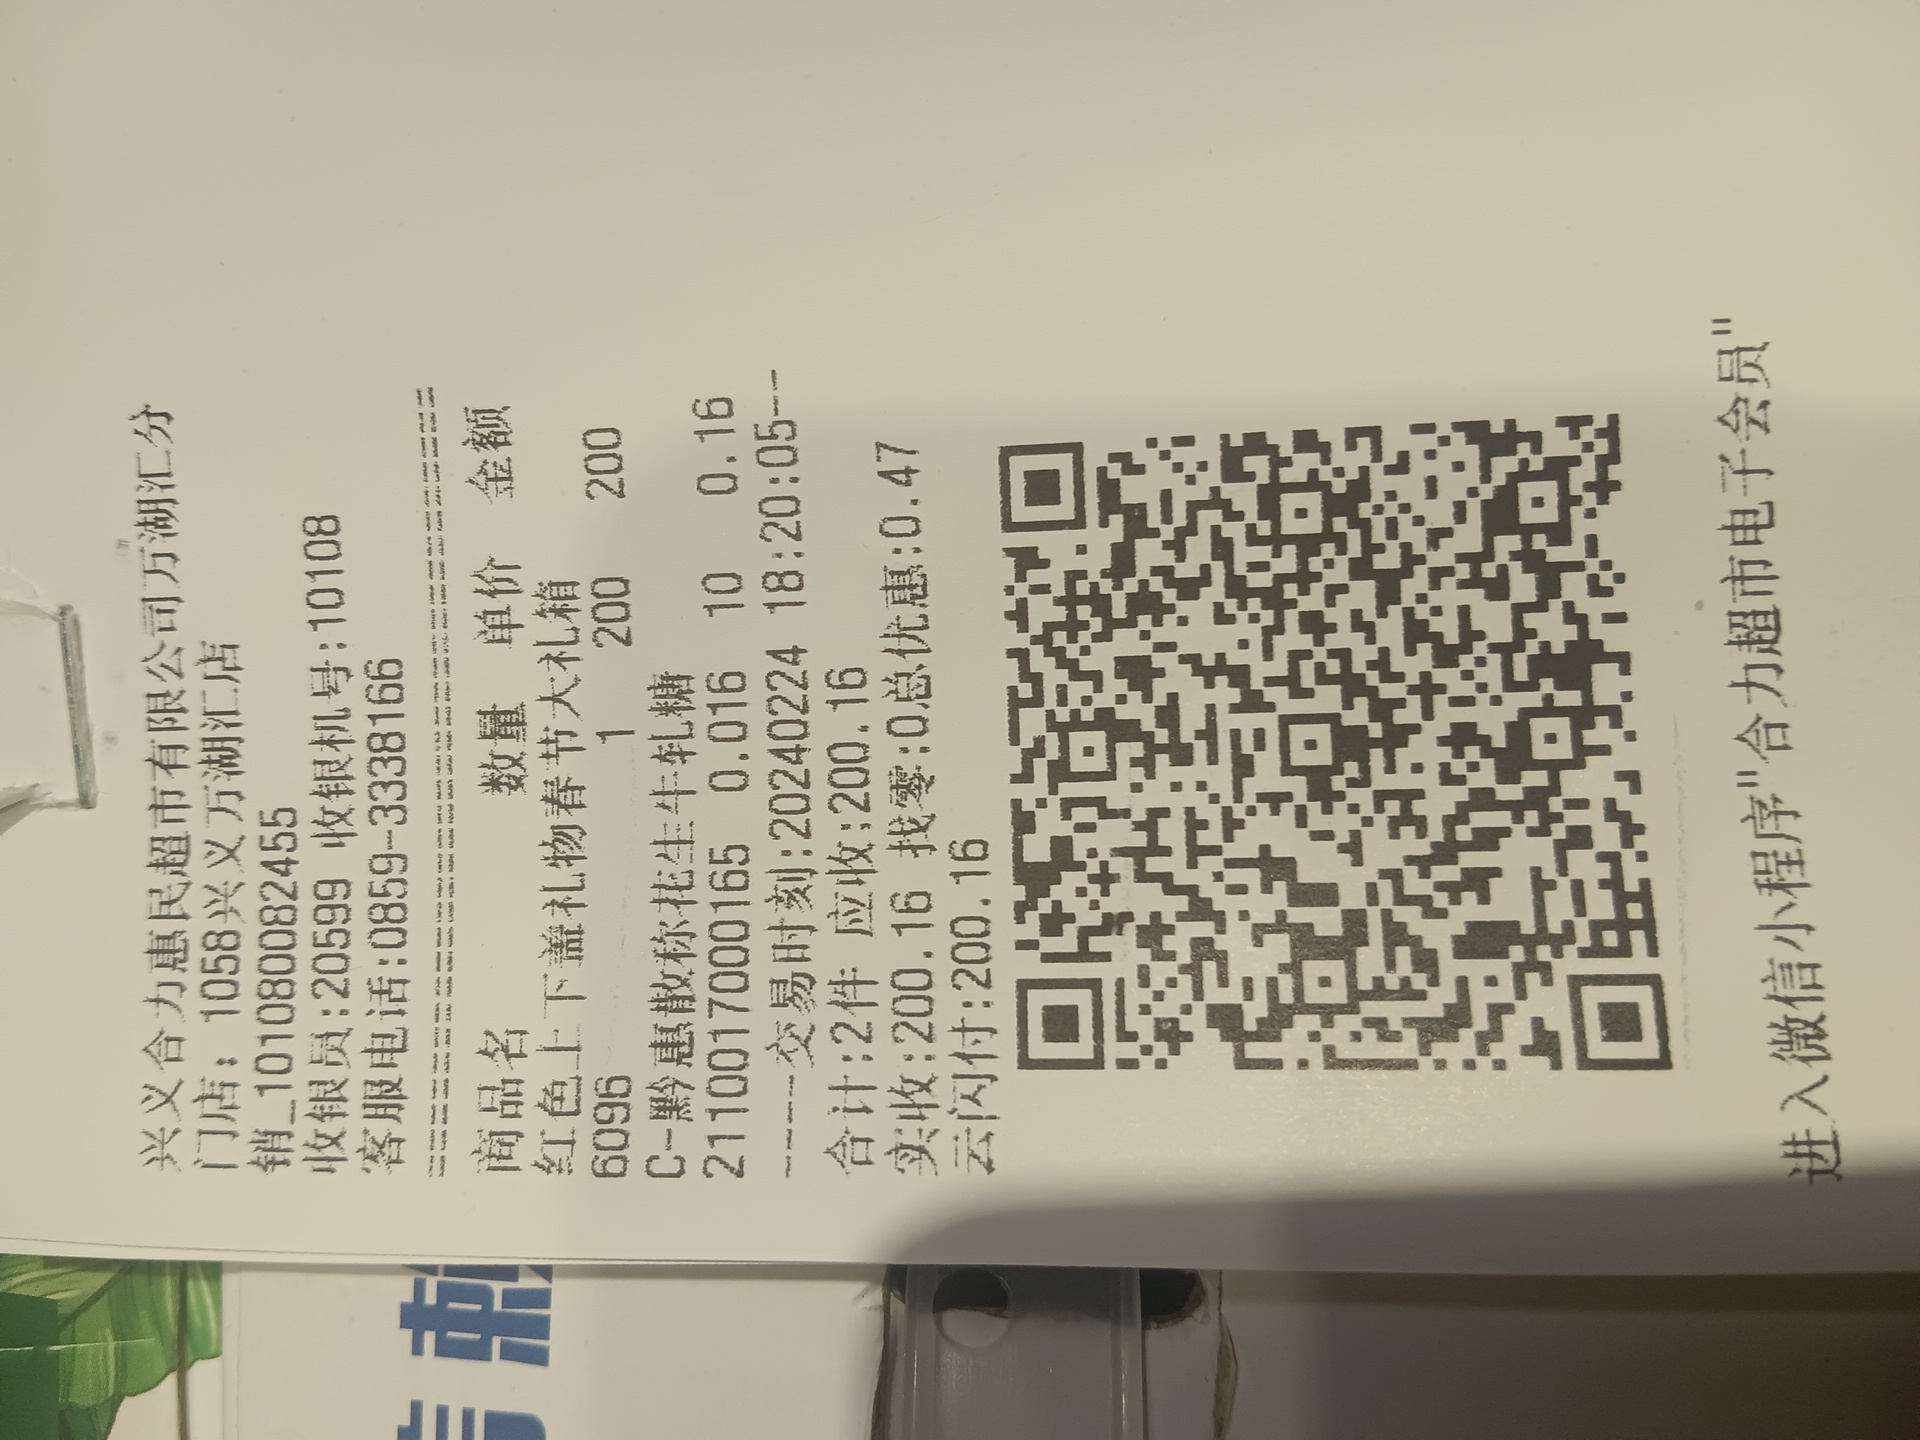 兴义合力惠民超市有限公司万湖汇分
门店: 1058兴义万湖汇店
销_1010800082455
收银员:20599 收银机号:10108
客服电话:0859-3338166
商品名 数量 单价 金额
红色上下盖礼物春节大礼箱
6096 1 200 200
C-黔惠散称花生牛轧糖
2110017000165 0.016 10 0.16
----交易时刻:20240224 18:20:05--
合计:2件 应收:200.16
实收:200.16 找零:0总优惠:0.47
云闪付:200.16
进入微信小程序"合力超市电子会员"